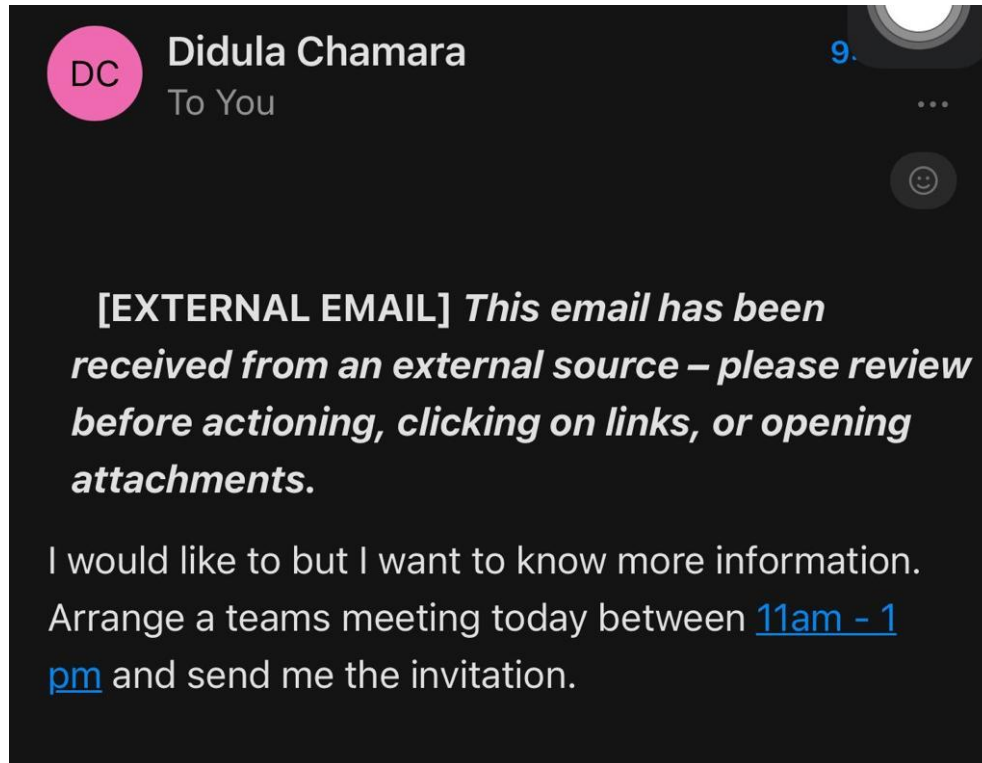 Didula Chamara
9
DC
To You
[EXTERNAL EMAIL] This email has been
received from an external source – please review
before actioning, clicking on links, or opening
attachments.
I would like to but I want to know more information.
Arrange a teams meeting today between 11am - 1
pm and send me the invitation.